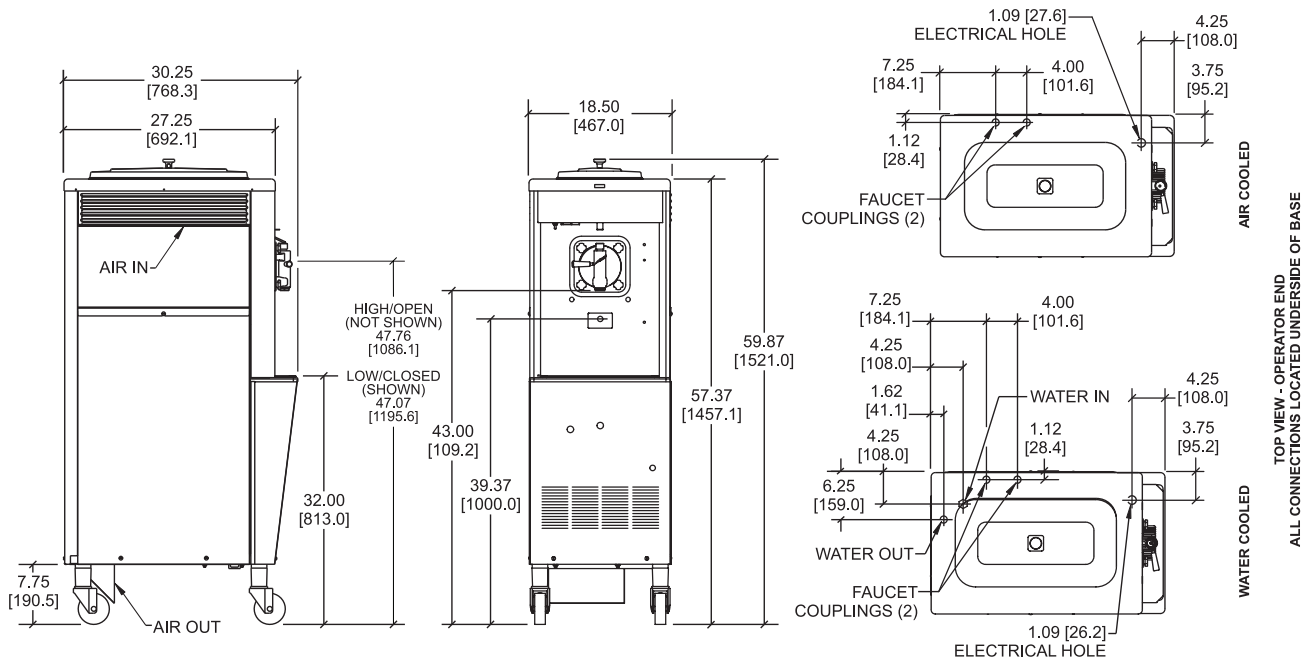 30.25
[768.3]
27.25
[692.1]
AIR IN
HIGH/OPEN
(NOT SHOWN)
47.76
[1086.1]
LOW/CLOSED
(SHOWN)
47.07
[1195.6]
32.00
[813.0]
7.75
[190.5]
AIR OUT
18.50
[467.0]
59.87
[1521.0]
57.37
[1457.1]
43.00
[109.2]
39.37
[1000.0]
1.09 [27.6]
ELECTRICAL HOLE
4.25
[108.0]
7.25
[184.1]
4.00
[101.6]
3.75
[95.2]
1.12
[28.4]
FAUCET
COUPLINGS (2)
AIR COOLED
7.25
[184.1]
4.00
[101.6]
4.25
[108.0]
WATER IN
4.25
[108.0]
1.62
[41.1]
1.12
[28.4]
3.75
[95.2]
4.25
[108.0]
6.25
[159.0]
WATER OUT
FAUCET
COUPLINGS (2)
1.09 [26.2]
ELECTRICAL HOLE
WATER COOLED
TOP VIEW - OPERATOR END
ALL CONNECTIONS LOCATED UNDERSIDE OF BASE